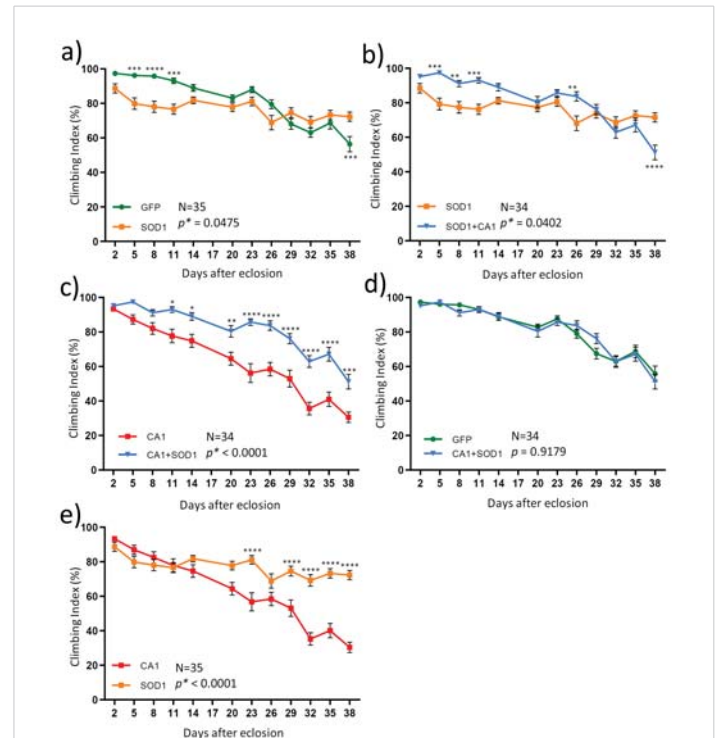 a)
*** **** ***
100
80
60
40
20
0
Climbing Index (%)
***
GFP N=35
SOD1 p* = 0.0475
2 5 8 11 14 17 20 23 26 29 32 35 38
Days after eclosion
b)
*** ** *** **
100
80
60
40
20
0
Climbing Index (%)
****
SOD1 N=34
SOD1+CA1 p* = 0.0402
2 5 8 11 14 17 20 23 26 29 32 35 38
Days after eclosion
c)
* * ** **** **** **** **** **** ***
100
80
60
40
20
0
Climbing Index (%)
CA1 N=34
CA1+SOD1 p* < 0.0001
2 5 8 11 14 17 20 23 26 29 32 35 38
Days after eclosion
d)
100
80
60
40
20
0
Climbing Index (%)
GFP N=34
CA1+SOD1 p = 0.9179
2 5 8 11 14 17 20 23 26 29 32 35 38
Days after eclosion
e)
**** **** **** **** ****
100
80
60
40
20
0
Climbing Index (%)
CA1 N=35
SOD1 p* < 0.0001
2 5 8 11 14 17 20 23 26 29 32 35 38
Days after eclosion